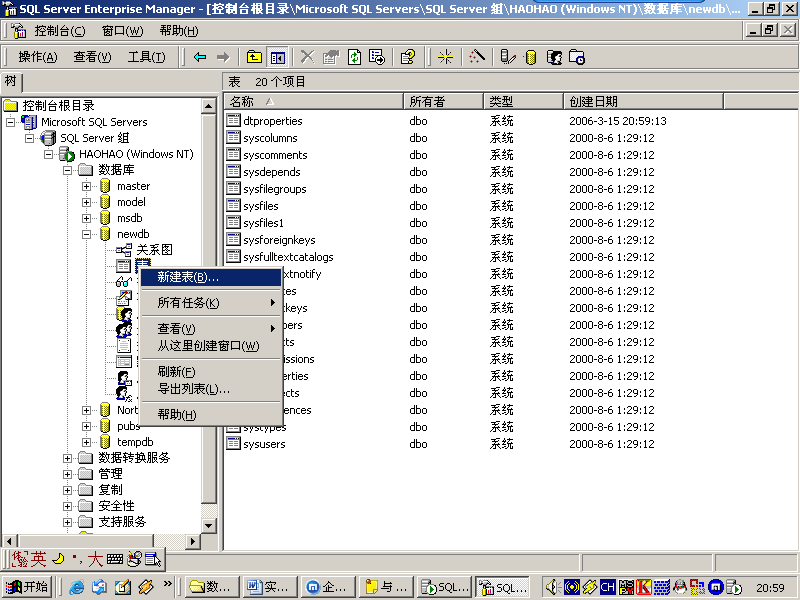 SQL Server Enterprise Manager - [控制台根目录\Microsoft SQL Servers\SQL Server 组\HAOHAO (Windows NT)\数据库\newdb\...
控制台(C) 窗口(W) 帮助(H)
操作(A) 查看(V) 工具(T)
树
表 20 个项目
控制台根目录
Microsoft SQL Servers
SQL Server 组
HAOHAO (Windows NT)
数据库
master
model
msdb
newdb
关系图
新建表(B)...
所有任务(K)
查看(V)
从这里创建窗口(W)
刷新(F)
导出列表(L)...
帮助(H)
Nort
pubs
tempdb
数据转换服务
管理
复制
安全性
支持服务
名称 所有者 类型 创建日期
dtproperties dbo 系统 2006-3-15 20:59:13
syscolumns dbo 系统 2000-8-6 1:29:12
syscomments dbo 系统 2000-8-6 1:29:12
sysdepends dbo 系统 2000-8-6 1:29:12
sysfilegroups dbo 系统 2000-8-6 1:29:12
sysfiles dbo 系统 2000-8-6 1:29:12
sysfiles1 dbo 系统 2000-8-6 1:29:12
sysforeignkeys dbo 系统 2000-8-6 1:29:12
sysfulltextcatalogs dbo 系统 2000-8-6 1:29:12
xtnotify dbo 系统 2000-8-6 1:29:12
es dbo 系统 2000-8-6 1:29:12
keys dbo 系统 2000-8-6 1:29:12
bers dbo 系统 2000-8-6 1:29:12
ts dbo 系统 2000-8-6 1:29:12
issions dbo 系统 2000-8-6 1:29:12
erties dbo 系统 2000-8-6 1:29:12
ects dbo 系统 2000-8-6 1:29:12
ences dbo 系统 2000-8-6 1:29:12
systypes dbo 系统 2000-8-6 1:29:12
sysusers dbo 系统 2000-8-6 1:29:12
英 大
开始 数... 实... 企... 与 ... SQL... SQL... CH 20:59